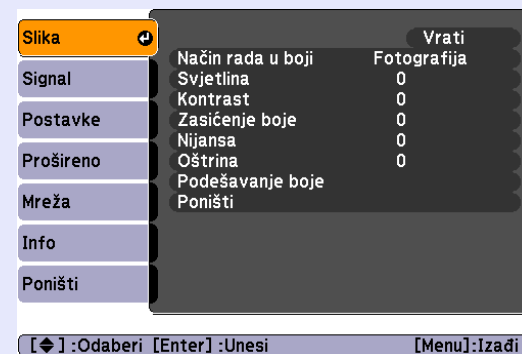 Slika
Signal
Postavke
Prošireno
Mreža
Info
Poništi
Vrati
Način rada u boji Fotografija
Svjetlina 0
Kontrast 0
Zasićenje boje 0
Nijansa 0
Oštrina 0
Podešavanje boje
Poništi
[◆] :Odaberi [Enter] :Unesi [Menu]:Izađi